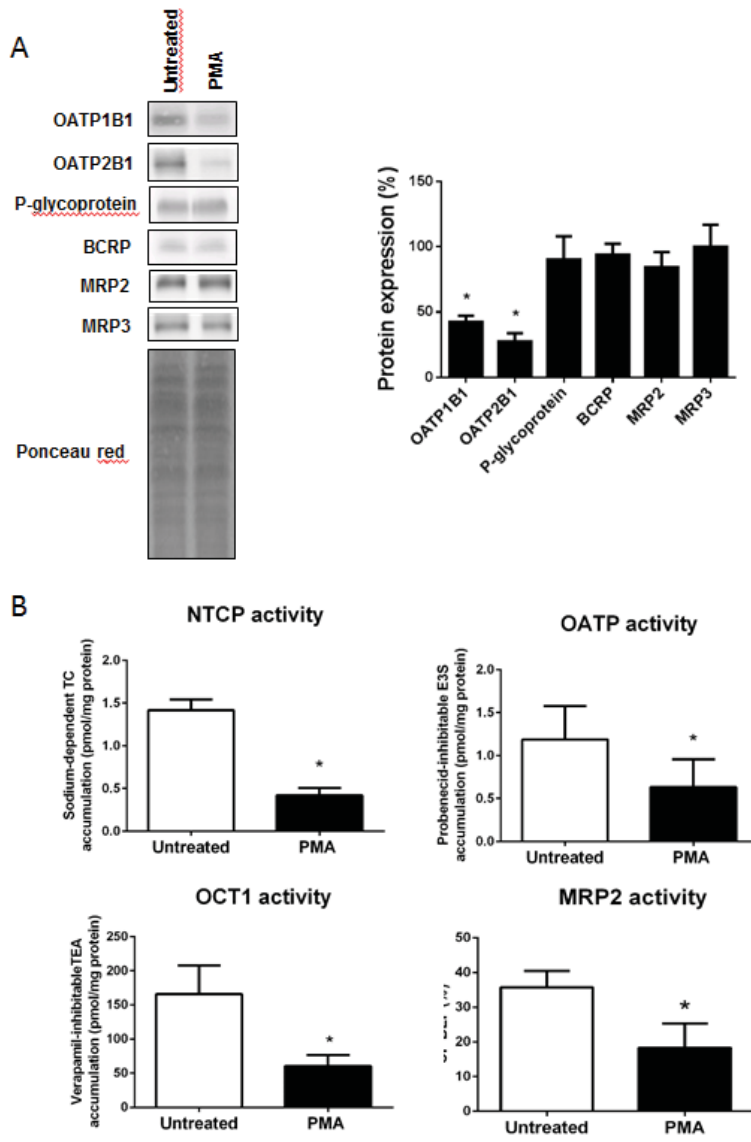 A
Untreated
PMA
OATP1B1
OATP2B1
P-glycoprotein
BCRP
MRP2
MRP3
Ponceau red
Protein expression (%)
150
100
50
0
OATP1B1
OATP2B1
P-glycoprotein
BCRP
MRP2
MRP3
*
*
B
NTCP activity
Sodium-dependent TC
accumulation (pmol/mg protein)
2.0
1.5
1.0
0.5
0.0
*
Untreated
PMA
OATP activity
Probenecid-inhibitable E3S
accumulation (pmol/mg protein)
2.0
1.5
1.0
0.5
0.0
*
Untreated
PMA
OCT1 activity
Verapamil-inhibitableTEA
accumulation (pmol/mg protein)
200
150
100
50
0
*
Untreated
PMA
MRP2 activity
(%)
40
30
20
10
0
*
Untreated
PMA